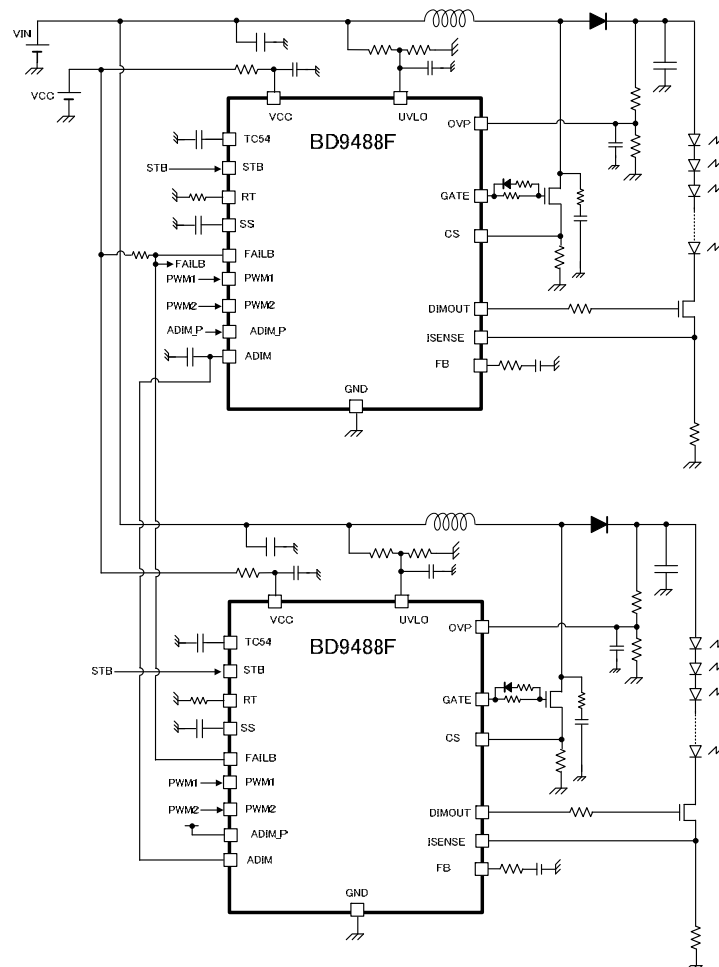 VIN
VCC
VCC
UVLO
BD9488F
TC54
OVP
STB
STB
RT
GATE
SS
CS
FAILB
FAILB
PWM1
PWM1
PWM2
PWM2
DIMOUT
ADIM_P
ADIM_P
ISENSE
ADIM
FB
GND
VCC
UVLO
BD9488F
OVP
TC54
STB
STB
RT
GATE
SS
CS
FAILB
PWM1
PWM1
PWM2
PWM2
DIMOUT
ADIM_P
ISENSE
ADIM
FB
GND